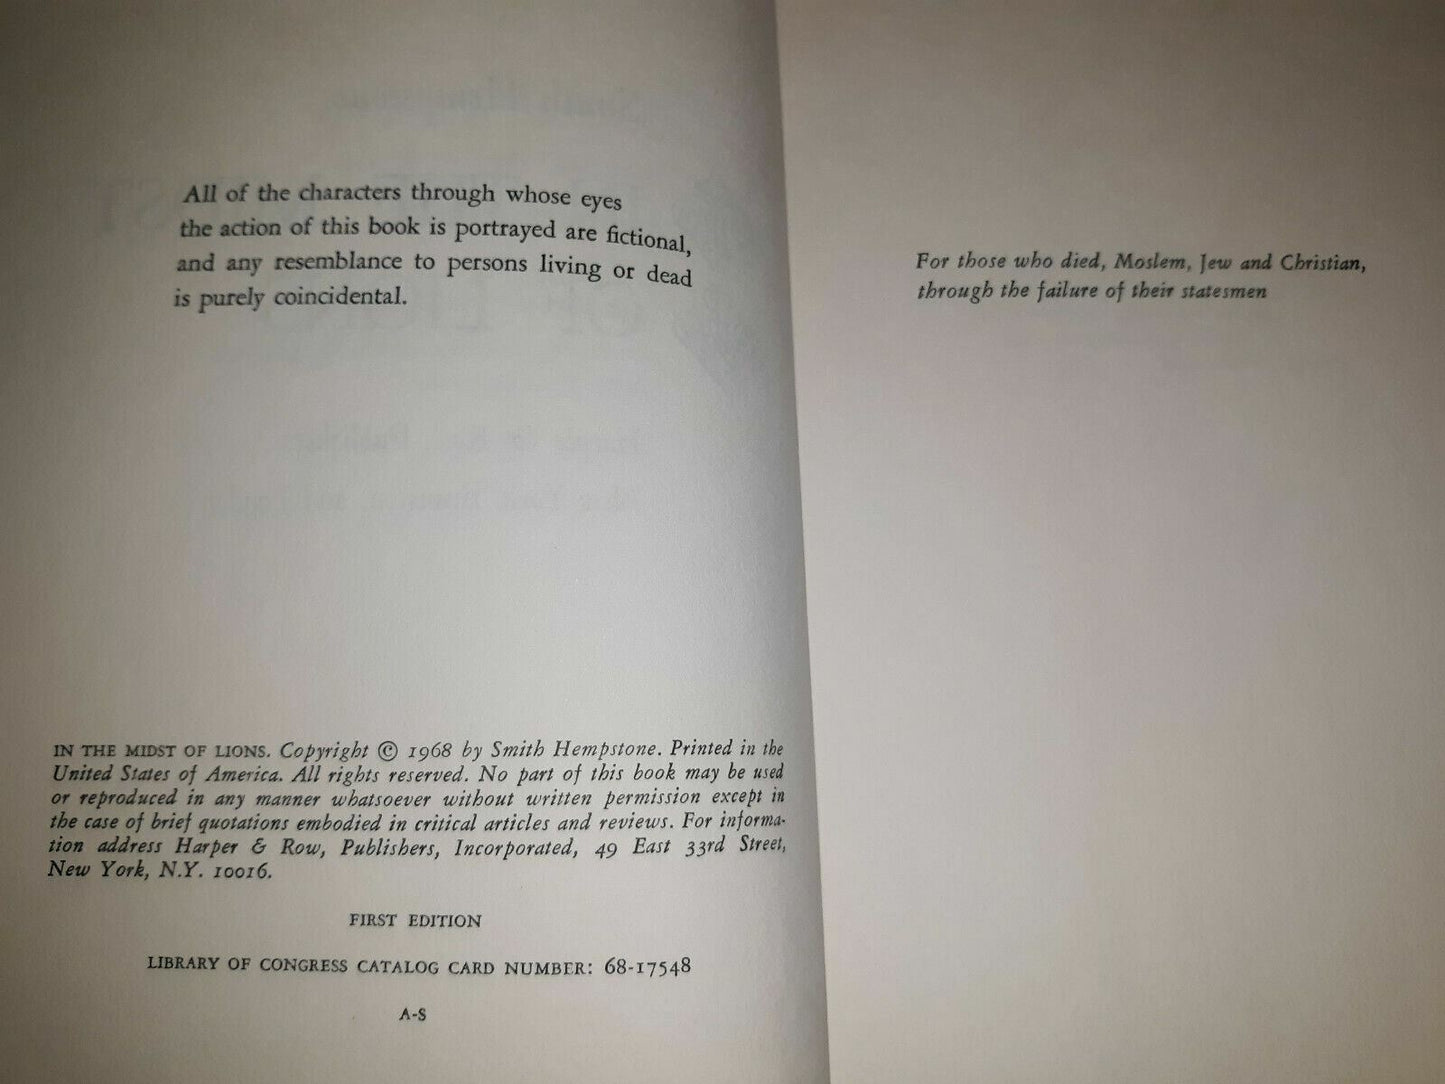 All of the characters through whose eyes
the action of this book is portrayed are fictional,
and any resemblance to persons living or dead
is purely coincidental.
IN THE MIDST OF LIONS. Copyright © 1968 by Smith Hempstone. Printed in the
United States of America. All rights reserved. No part of this book may be used
or reproduced in any manner whatsoever without written permission except in
the case of brief quotations embodied in critical articles and reviews. For informa-
tion address Harper & Row, Publishers, Incorporated, 49 East 33rd Street,
New York, N.Y. 10016.
FIRST EDITION
LIBRARY OF CONGRESS CATALOG CARD NUMBER: 68-17548
A-S
For those who died, Moslem, Jew and Christian,
through the failure of their statesmen